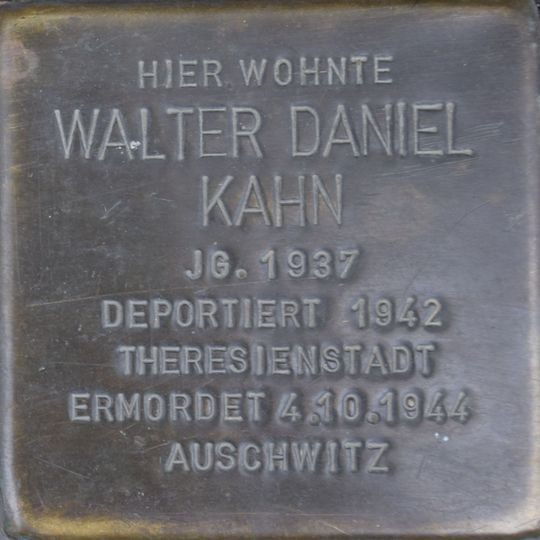 HIER WOHNTE
WALTER DANIEL
KAHN
JG. 1937
DEPORTIERT 1942
THERESIENSTADT
ERMORDET 4.10.1944
AUSCHWITZ